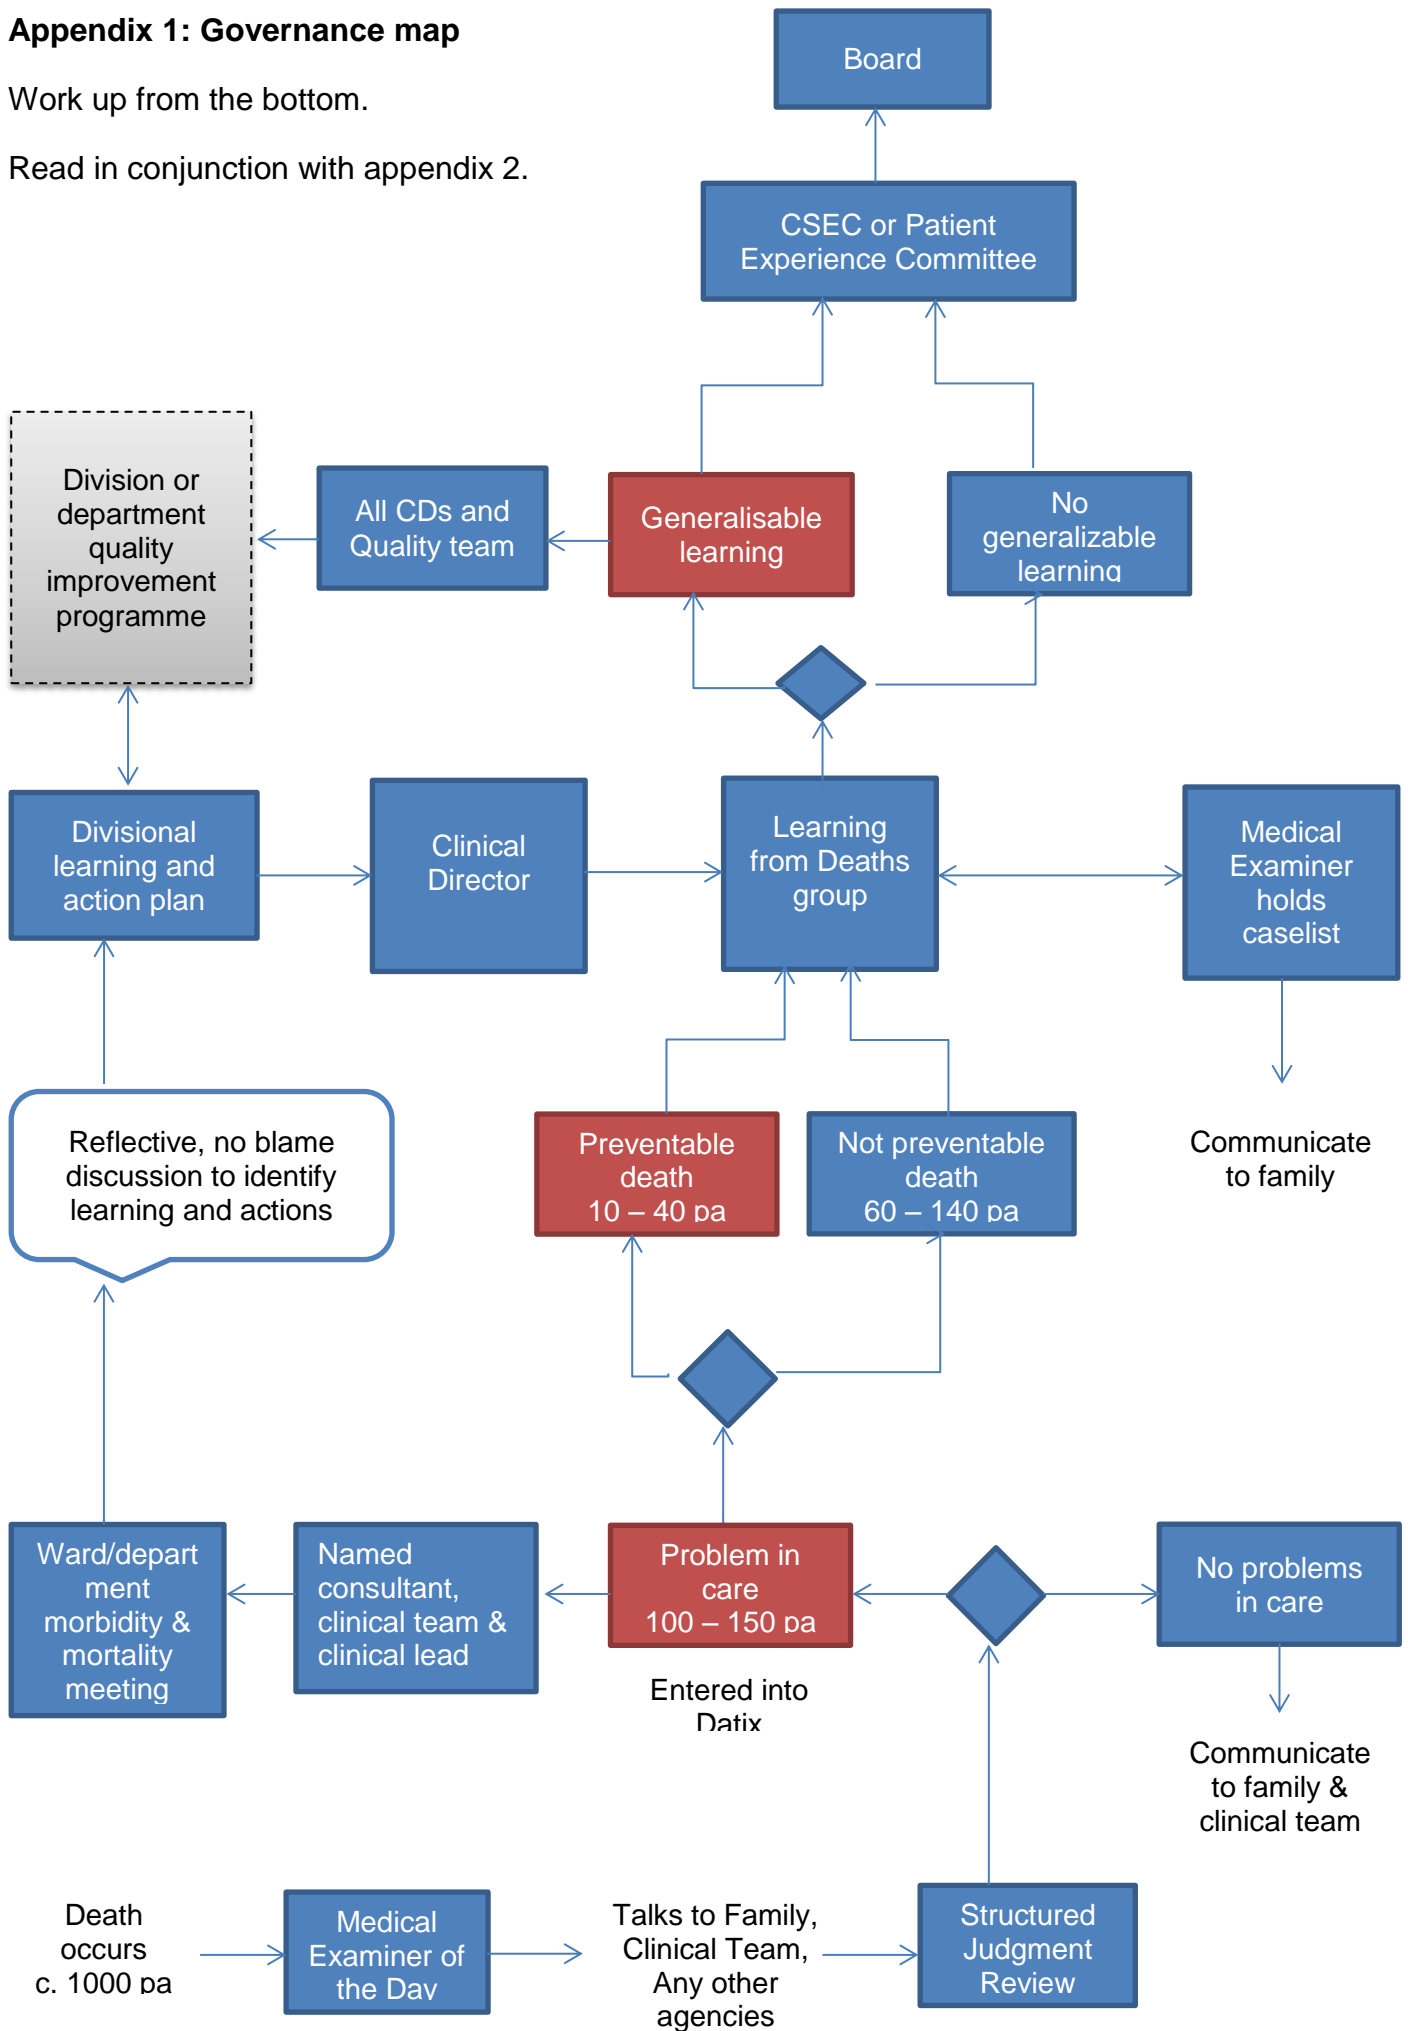 Appendix 1: Governance map
Work up from the bottom.
Read in conjunction with appendix 2.
Board
CSEC or Patient
Experience Committee
Division or
department
quality
improvement
programme
All CDs and
Quality team
Generalisable
learning
No
generalizable
learning
Divisional
learning and
action plan
Clinical
Director
Learning
from Deaths
group
Medical
Examiner
holds
caselist
Reflective, no blame
discussion to identify
learning and actions
Preventable
death
10 – 40 pa
Not preventable
death
60 – 140 pa
Communicate
to family
Ward/depart
ment
morbidity &
mortality
meeting
Named
consultant,
clinical team &
clinical lead
Problem in
care
100 – 150 pa
Entered into
Datix
No problems
in care
Communicate
to family &
clinical team
Death
occurs
c. 1000 pa
Medical
Examiner of
the Day
Talks to Family,
Clinical Team,
Any other
agencies
Structured
Judgment
Review